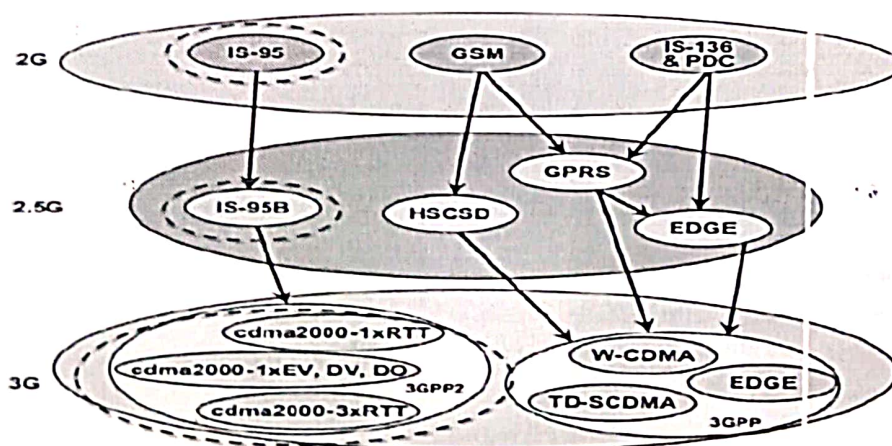 2G
IS-95
GSM
IS-136
& PDC
2.5G
IS-95B
HSCSD
GPRS
EDGE
3G
cdma2000-1xRTT
cdma2000-1xEV, DV, DO
3GPP2
cdma2000-3xRTT
W-CDMA
EDGE
TD-SCDMA
3GPP